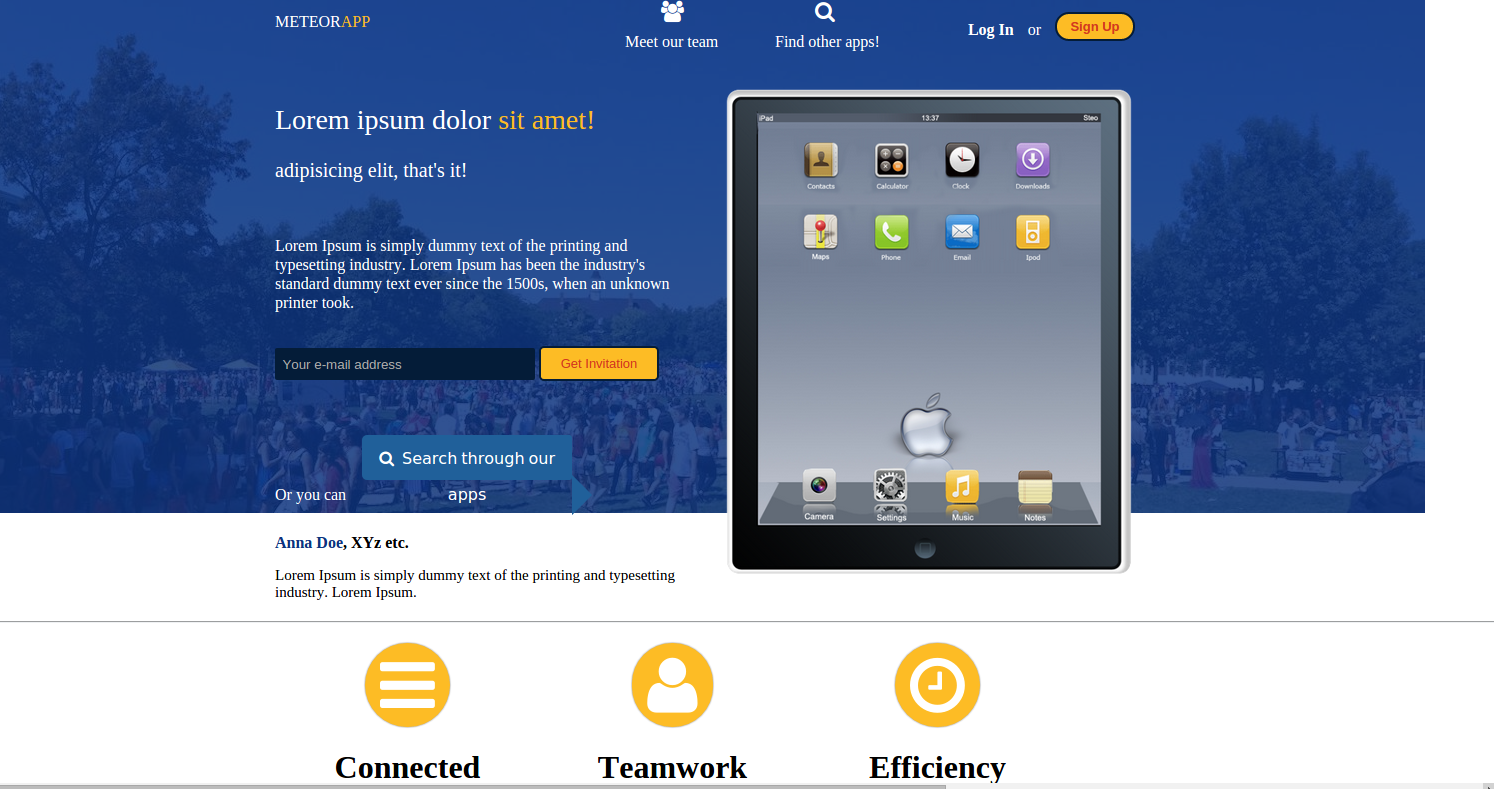 METEORAPP
Meet our team
Find other apps!
Log In or Sign Up
Lorem ipsum dolor sit amet!
adipisicing elit, that's it!
Lorem Ipsum is simply dummy text of the printing and
typesetting industry. Lorem Ipsum has been the industry's
standard dummy text ever since the 1500s, when an unknown
printer took.
Your e-mail address
Get Invitation
Or you can
Search through our
apps
iPad 13:37 Steo
Contacts Calculator Clock Downloads
Maps Phone Email Ipod
Camera Settings Music Notes
Anna Doe, XYz etc.
Lorem Ipsum is simply dummy text of the printing and typesetting
industry. Lorem Ipsum.
Connected Teamwork Efficiency